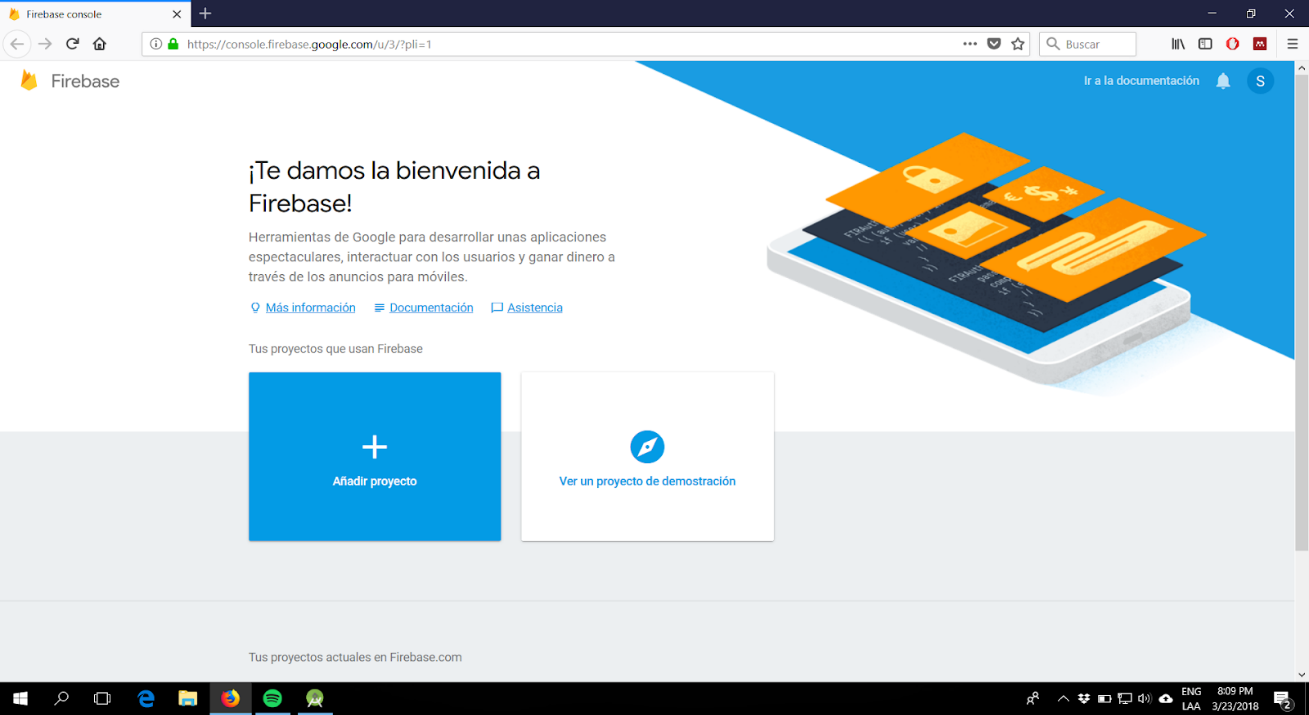 Firebase console
https://console.firebase.google.com/u/3/?pli=1
Buscar
Firebase
Ir a la documentación
S
¡Te damos la bienvenida a
Firebase!
Herramientas de Google para desarrollar unas aplicaciones
espectaculares, interactuar con los usuarios y ganar dinero a
través de los anuncios para móviles.
Más información
Documentación
Asistencia
Tus proyectos que usan Firebase
Añadir proyecto
Ver un proyecto de demostración
Tus proyectos actuales en Firebase.com
ENG
LAA
8:09 PM
3/23/2018
2